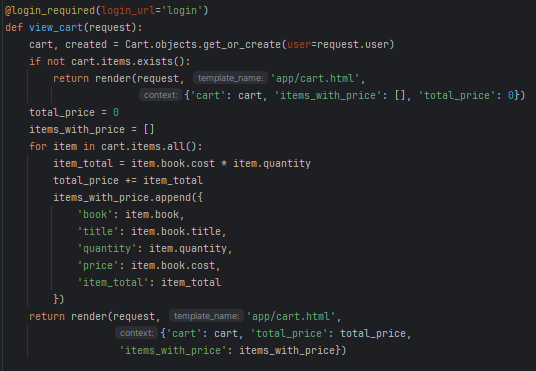 @login_required(login_url='login')
def view_cart(request):
    cart, created = Cart.objects.get_or_create(user=request.user)
    if not cart.items.exists():
        return render(request, template_name: 'app/cart.html',
                      context: {'cart': cart, 'items_with_price': [], 'total_price': 0})
    total_price = 0
    items_with_price = []
    for item in cart.items.all():
        item_total = item.book.cost * item.quantity
        total_price += item_total
        items_with_price.append({
            'book': item.book,
            'title': item.book.title,
            'quantity': item.quantity,
            'price': item.book.cost,
            'item_total': item_total
        })
    return render(request, template_name: 'app/cart.html',
                  context: {'cart': cart, 'total_price': total_price,
                   'items_with_price': items_with_price})